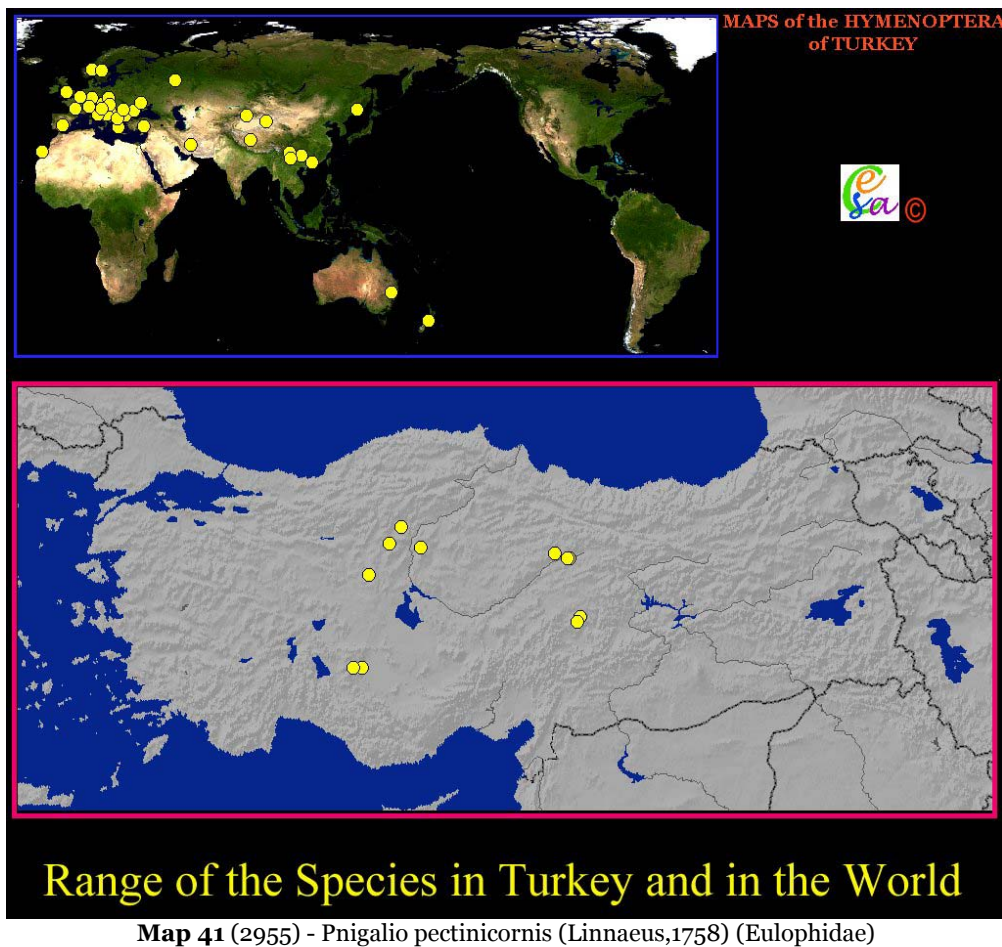 MAPS of the HYMENOPTERA
of TURKEY
esa ©
Range of the Species in Turkey and in the World
Map 41 (2955) - Pnigalio pectinicornis (Linnaeus,1758) (Eulophidae)